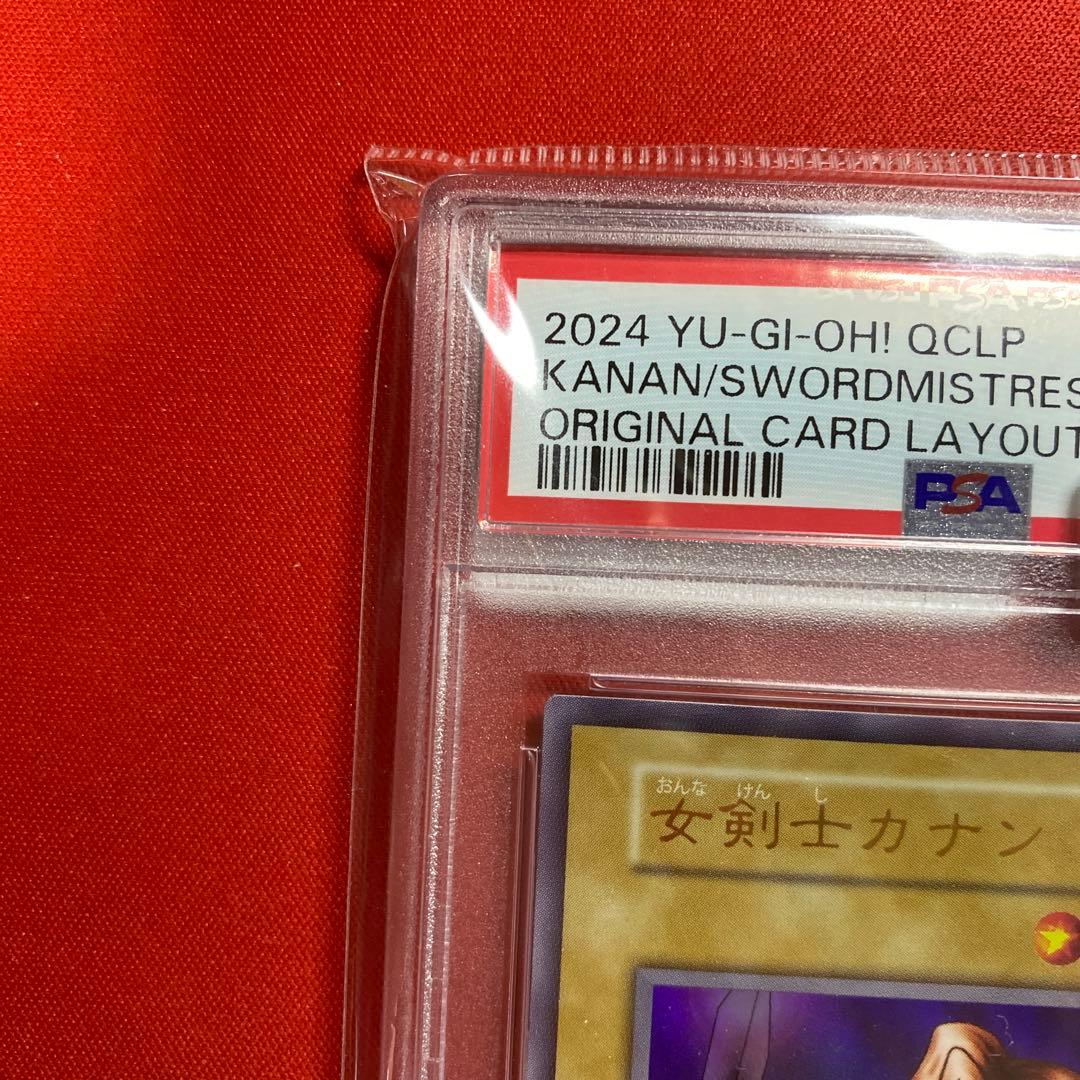 2024 YU-GI-OH! QCLP
KANAN/SWORDMISTRES
ORIGINAL CARD LAYOUT
PSA
おんな けん し
女剣士カナン